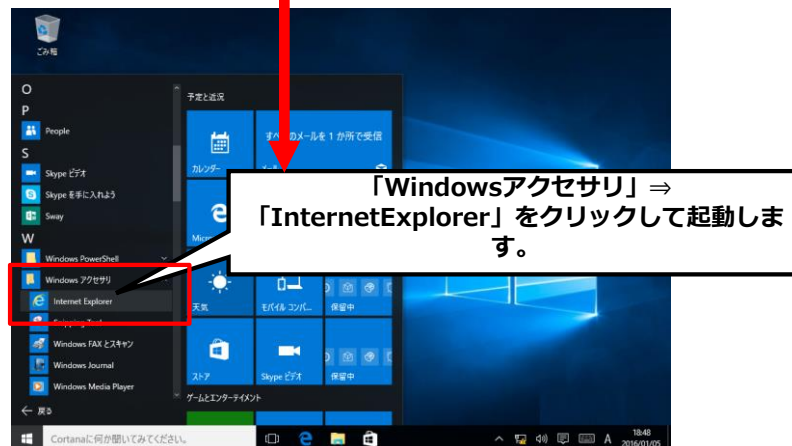 ごみ箱
O
P
People
S
Skype ビデオ
Skype を手に入れよう
Sway
W
Windows PowerShell
Windows アクセサリ
Internet Explorer
Snipping Tool
Windows FAX とスキャン
Windows Journal
Windows Media Player
戻る
予定と近況
カレンダー
のメールを 1 か所で受信
天気
モバイル コンパ...
保留中
ストア
Skype ビデオ
保留中
ゲームとエンターテイメント
「Windowsアクセサリ」⇒
「InternetExplorer」をクリックして起動しま
す。
Cortanaに何か聞いてみてください。
A
18:48
2016/01/05